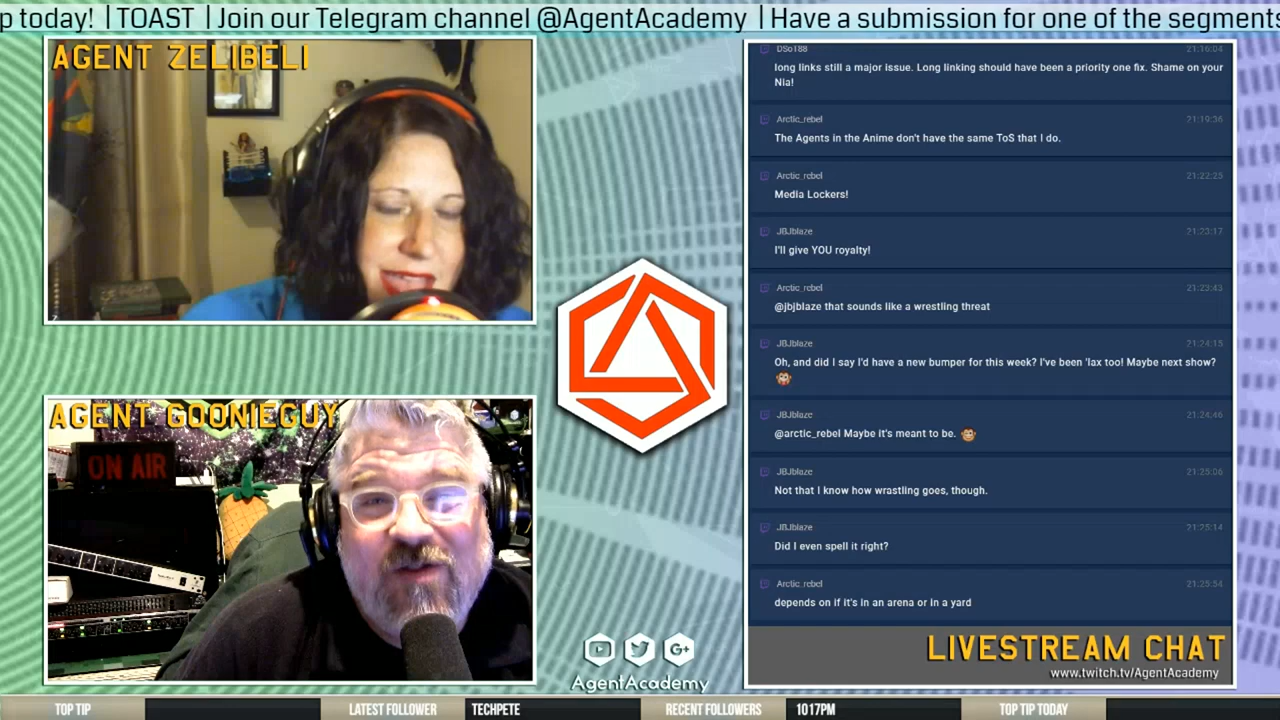 p today! | TOAST | Join our Telegram channel @AgentAcademy | Have a submission for one of the segments
AGENT ZELIBELI
AGENT GOONIEGUY
ON AIR
AgentAcademy
DSoT88 21:16:04
long links still a major issue. Long linking should have been a priority one fix. Shame on your
Nia!
Arctic_rebel 21:19:36
The Agents in the Anime don't have the same ToS that I do.
Arctic_rebel 21:22:25
Media Lockers!
JBJblaze 21:23:17
I'll give YOU royalty!
Arctic_rebel 21:23:43
@jbjblaze that sounds like a wrestling threat
JBJblaze 21:24:15
Oh, and did I say I'd have a new bumper for this week? I've been 'lax too! Maybe next show?
JBJblaze 21:24:46
@arctic_rebel Maybe it's meant to be.
JBJblaze 21:25:06
Not that I know how wrastling goes, though.
JBJblaze 21:25:14
Did I even spell it right?
Arctic_rebel 21:25:54
depends on if it's in an arena or in a yard
LIVESTREAM CHAT
www.twitch.tv/AgentAcademy
G+
TOP TIP LATEST FOLLOWER TECHPETE RECENT FOLLOWERS 1017PM TOP TIP TODAY